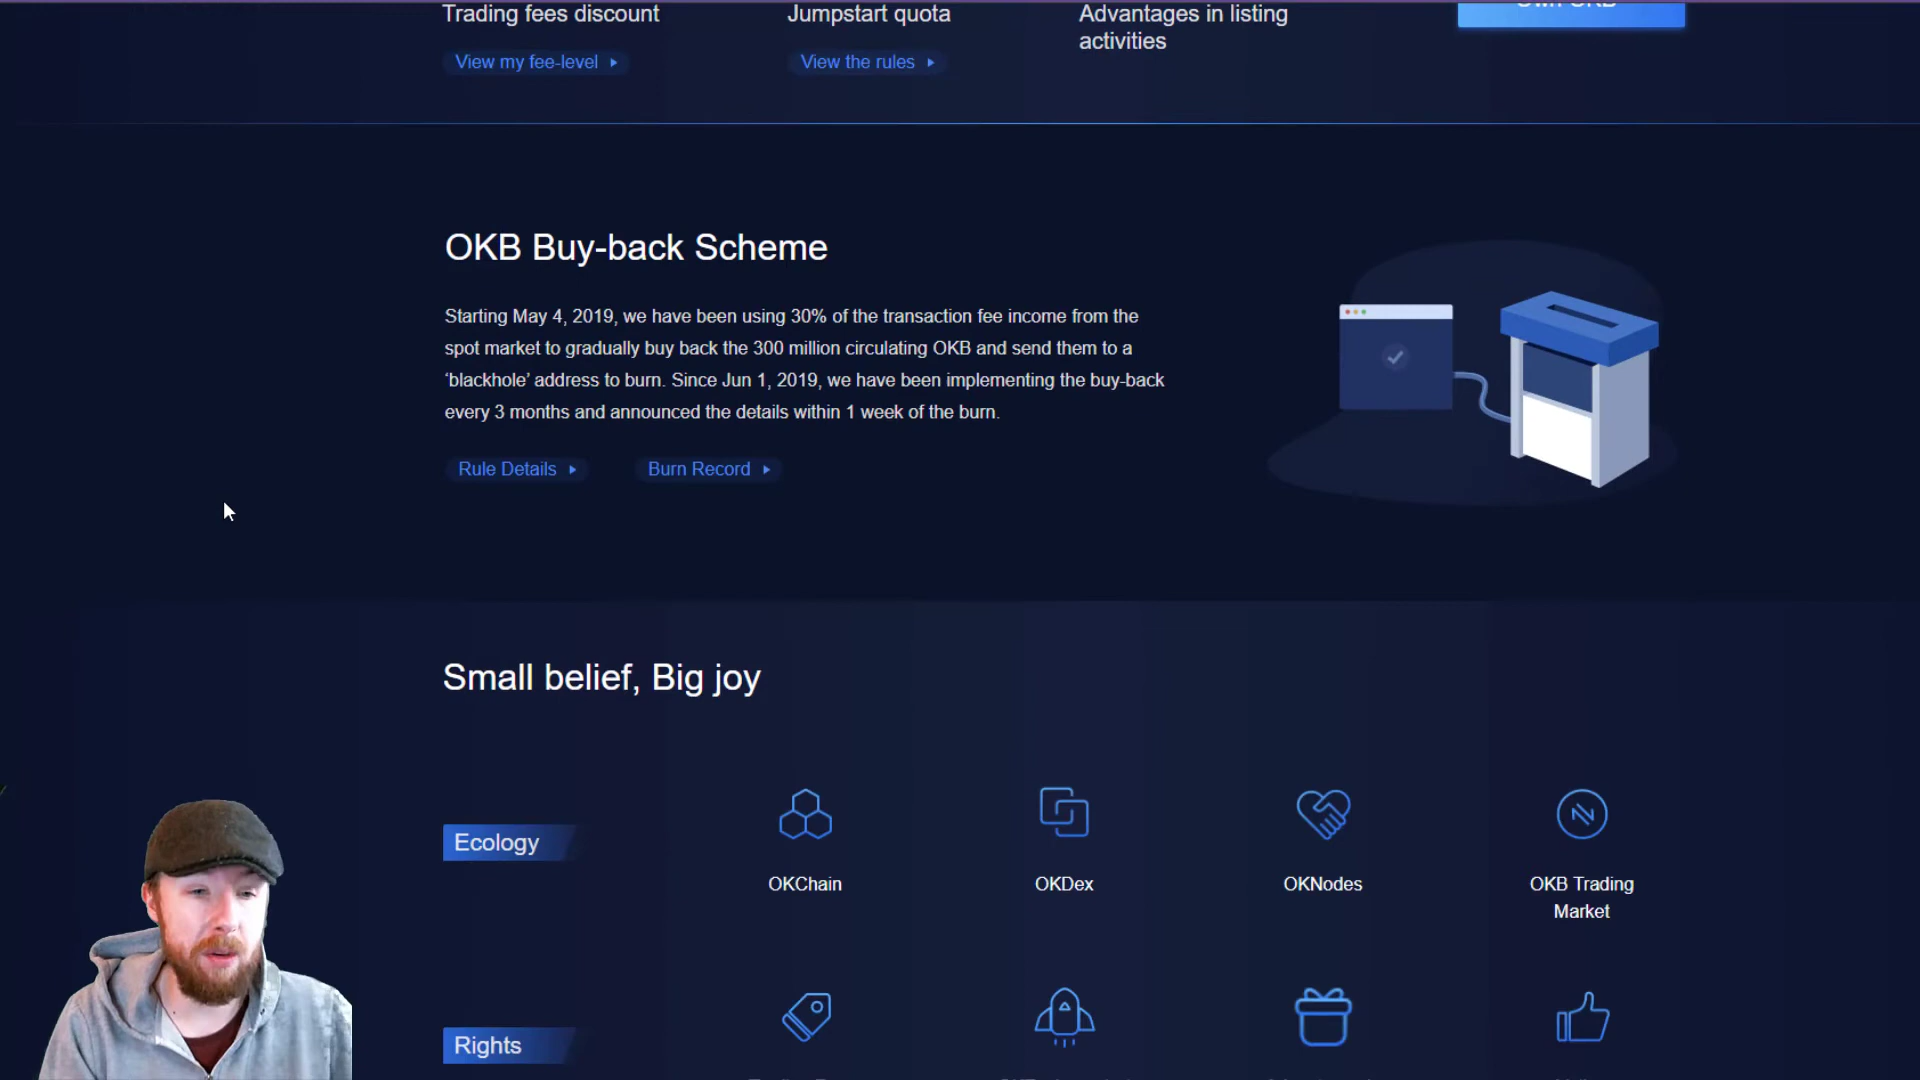 Trading fees discount
Jumpstart quota
Advantages in listing
activities
Own OKB
View my fee-level
View the rules
OKB Buy-back Scheme
Starting May 4, 2019, we have been using 30% of the transaction fee income from the
spot market to gradually buy back the 300 million circulating OKB and send them to a
‘blackhole’ address to burn. Since Jun 1, 2019, we have been implementing the buy-back
every 3 months and announced the details within 1 week of the burn.
Rule Details
Burn Record
Small belief, Big joy
Ecology
OKChain
OKDex
OKNodes
OKB Trading
Market
Rights